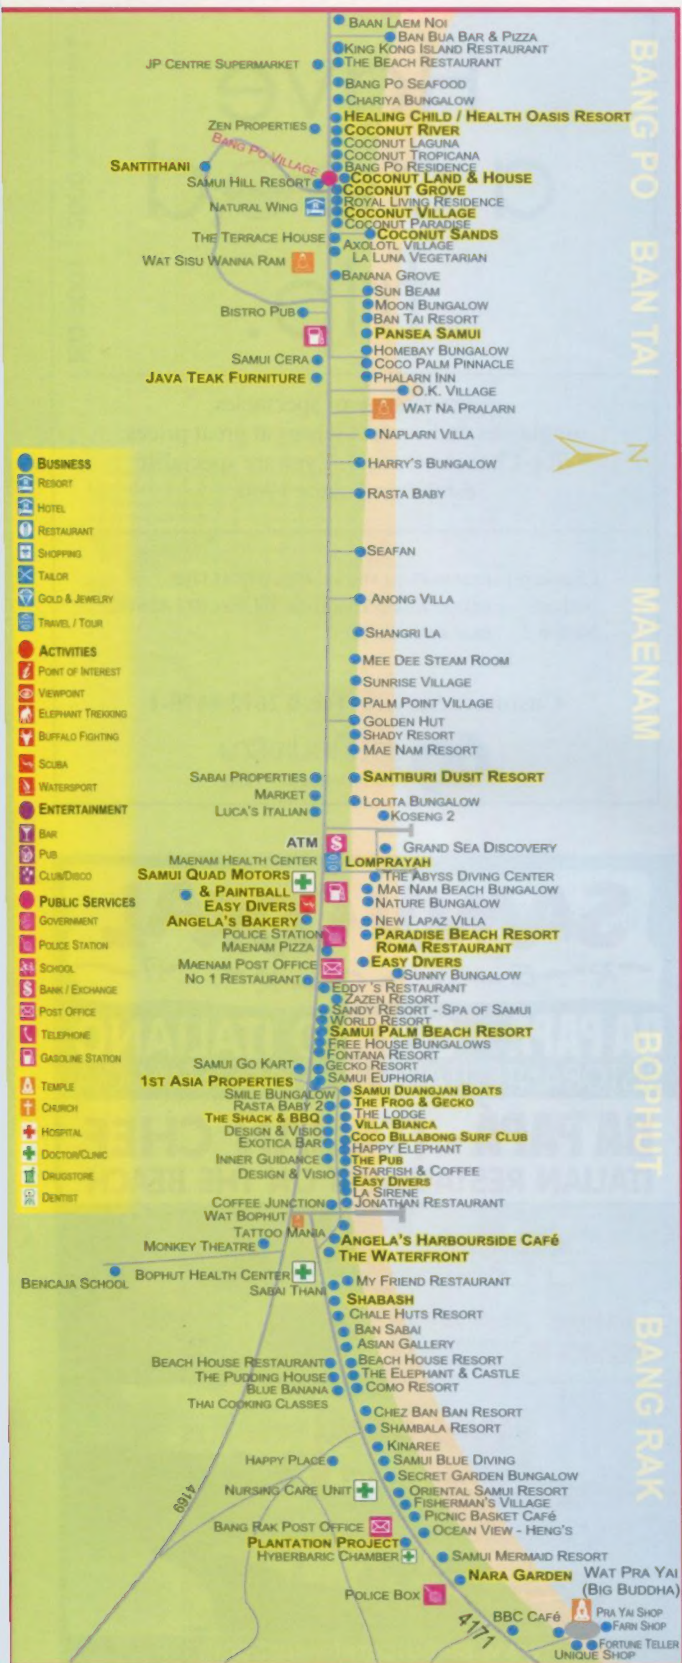 BAAN LAEM NOI
BAN BUA BAR & PIZZA
KING KONG ISLAND RESTAURANT
JP CENTRE SUPERMARKET
THE BEACH RESTAURANT
BANG PO SEAFOOD
CHARIYA BUNGALOW
HEALING CHILD / HEALTH OASIS RESORT
ZEN PROPERTIES
COCONUT RIVER
COCONUT LAGUNA
BANG PO VILLAGE
COCONUT TROPICANA
SANTITHANI
BANG PO RESIDENCE
COCONUT LAND & HOUSE
SAMUI HILL RESORT
COCONUT GROVE
NATURAL WING
ROYAL LIVING RESIDENCE
COCONUT VILLAGE
COCONUT PARADISE
COCONUT SANDS
THE TERRACE HOUSE
AXOLOTL VILLAGE
WAT SISU WANNA RAM
LA LUNA VEGETARIAN
BANANA GROVE
SUN BEAM
MOON BUNGALOW
BISTRO PUB
BAN TAI RESORT
PANSEA SAMUI
HOMEBAY BUNGALOW
SAMUI CERA
COCO PALM PINNACLE
JAVA TEAK FURNITURE
PHALARN INN
O.K. VILLAGE
WAT NA PRALARN
NAPLARN VILLA
HARRY'S BUNGALOW
RASTA BABY
SEAFAN
ANONG VILLA
SHANGRI LA
MEE DEE STEAM ROOM
SUNRISE VILLAGE
PALM POINT VILLAGE
GOLDEN HUT
SHADY RESORT
MAE NAM RESORT
SABAI PROPERTIES
SANTIBURI DUSIT RESORT
MARKET
LOLITA BUNGALOW
LUCA'S ITALIAN
KOSENG 2
ATM
$
GRAND SEA DISCOVERY
MAENAM HEALTH CENTER
LOMPRAYAH
SAMUI QUAD MOTORS
& PAINTBALL
THE ABYSS DIVING CENTER
MAE NAM BEACH BUNGALOW
EASY DIVERS
NATURE BUNGALOW
ANGELA'S BAKERY
NEW LAPAZ VILLA
POLICE STATION
PARADISE BEACH RESORT
MAENAM PIZZA
ROMA RESTAURANT
MAENAM POST OFFICE
EASY DIVERS
NO 1 RESTAURANT
SUNNY BUNGALOW
EDDY 'S RESTAURANT
ZAZEN RESORT
SANDY RESORT - SPA OF SAMUI
WORLD RESORT
SAMUI PALM BEACH RESORT
FREE HOUSE BUNGALOWS
FONTANA RESORT
SAMUI GO KART
GECKO RESORT
1ST ASIA PROPERTIES
SAMUI EUPHORIA
SMILE BUNGALOW
SAMUI DUANGJAN BOATS
RASTA BABY 2
THE FROG & GECKO
THE SHACK & BBQ
THE LODGE
DESIGN & VISIO
VILLA BIANCA
EXOTICA BAR
COCO BILLABONG SURF CLUB
HAPPY ELEPHANT
INNER GUIDANCE
THE PUB
DESIGN & VISIO
STARFISH & COFFEE
EASY DIVERS
LA SIRENE
COFFEE JUNCTION
JONATHAN RESTAURANT
WAT BOPHUT
TATTOO MANIA
ANGELA'S HARBOURSIDE CAFé
MONKEY THEATRE
THE WATERFRONT
BENCAJA SCHOOL
BOPHUT HEALTH CENTER
MY FRIEND RESTAURANT
SABAI THANI
SHABASH
CHALE HUTS RESORT
BAN SABAI
ASIAN GALLERY
BEACH HOUSE RESTAURANT
BEACH HOUSE RESORT
THE PUDDING HOUSE
THE ELEPHANT & CASTLE
BLUE BANANA
COMO RESORT
THAI COOKING CLASSES
CHEZ BAN BAN RESORT
SHAMBALA RESORT
KINAREE
HAPPY PLACE
SAMUI BLUE DIVING
SECRET GARDEN BUNGALOW
NURSING CARE UNIT
ORIENTAL SAMUI RESORT
FISHERMAN'S VILLAGE
PICNIC BASKET CAFé
BANG RAK POST OFFICE
OCEAN VIEW - HENG'S
PLANTATION PROJECT
HYBERBARIC CHAMBER
SAMUI MERMAID RESORT
NARA GARDEN
WAT PRA YAI
(BIG BUDDHA)
POLICE BOX
PRA YAI SHOP
BBC CAFé
FARN SHOP
FORTUNE TELLER
UNIQUE SHOP
4169
4171
BANG PO
BAN TAI
N
MAENAM
BOPHUT
BANG RAK
BUSINESS
RESORT
HOTEL
RESTAURANT
SHOPPING
TAILOR
GOLD & JEWELRY
TRAVEL / TOUR
ACTIVITIES
POINT OF INTEREST
VIEWPOINT
ELEPHANT TREKKING
BUFFALO FIGHTING
SCUBA
WATERSPORT
ENTERTAINMENT
BAR
PUB
CLUB/DISCO
PUBLIC SERVICES
GOVERNMENT
POLICE STATION
SCHOOL
$ BANK / EXCHANGE
POST OFFICE
TELEPHONE
GASOLINE STATION
TEMPLE
CHURCH
HOSPITAL
DOCTOR/CLINIC
DRUGSTORE
DENTIST